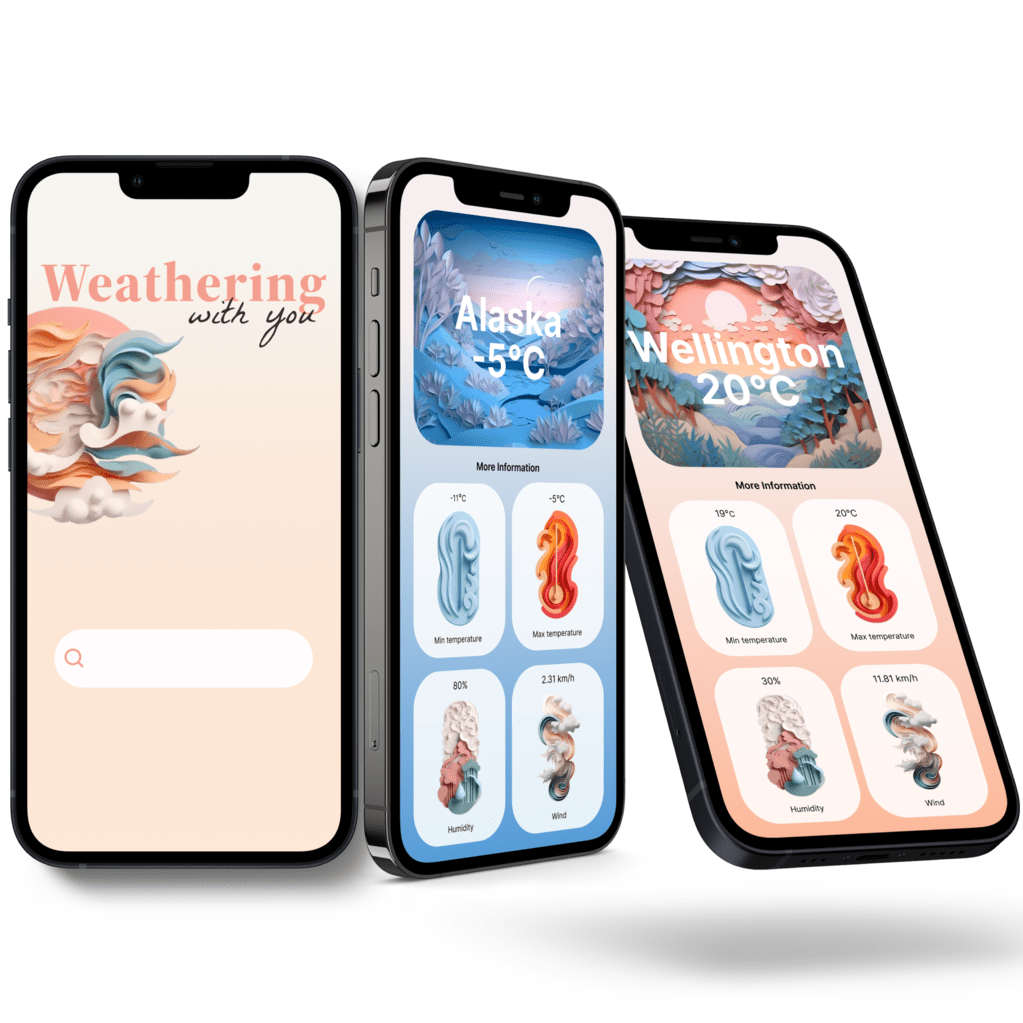 Weathering
with you
Alaska
-5°C
More Information
-11°C
-5°C
Min temperature
Max temperature
80%
2.31 km/h
Humidity
Wind
Wellington
20°C
More Information
19°C
20°C
Min temperature
Max temperature
30%
11.81 km/h
Humidity
Wind